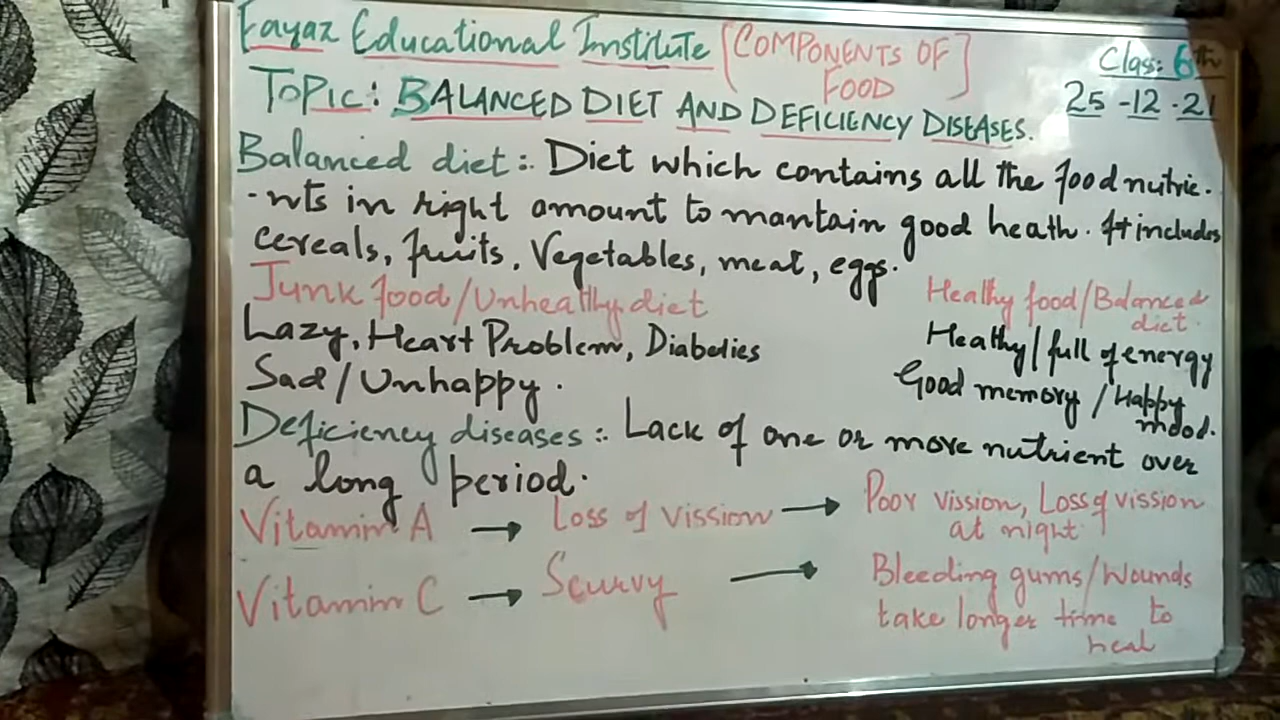 Fayaz Educational Institute [COMPONENTS OF FOOD]
Class: 6th
25-12-21
TOPIC: BALANCED DIET AND DEFICIENCY DISEASES.
Balanced diet:. Diet which contains all the food nutrie.
-nts in right amount to mantain good heath. It includes
cereals, fruits, Vegetables, meat, eggs.
Junk food/Unhealthy diet
Lazy, Heart Problem, Diabeties
Sad/Unhappy.
Healthy food/Balanced
diet.
Healthy/full of energy
Good memory/Happy
mood.
Deficiency diseases:. Lack of one or more nutrient over
a long period.
Vitamin A → Loss of vission → Poor vission, Loss of vission
at night.
Vitamin C → Scurvy → Bleeding gums/Wounds
take longer time to
heal